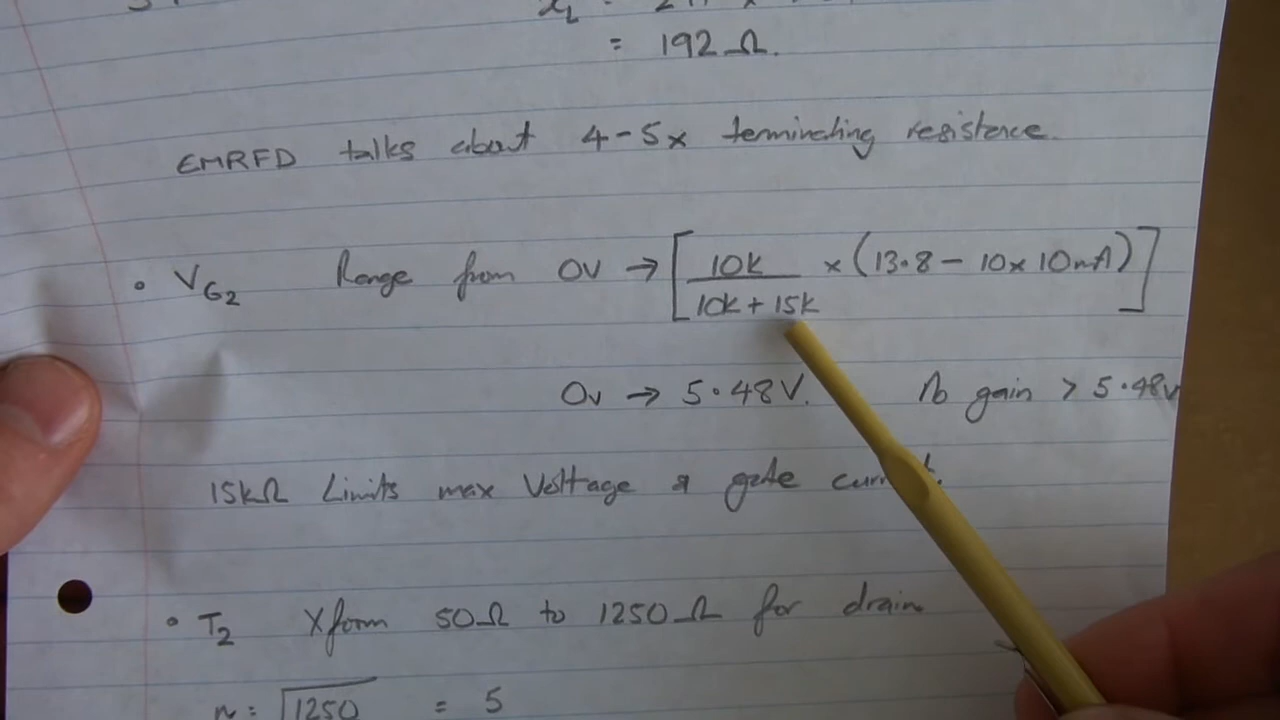 = 192 Ω.
EMRFD talks about 4-5x terminating resistance.
• VG2 Range from 0V → [ 10k / 10k + 15k × (13.8 - 10 x 10mA) ]
0v → 5.48V. No gain > 5.48v
15kΩ Limits max Voltage & gate
• T2 Xform 50Ω to 1250Ω for drain
n = √1250 = 5